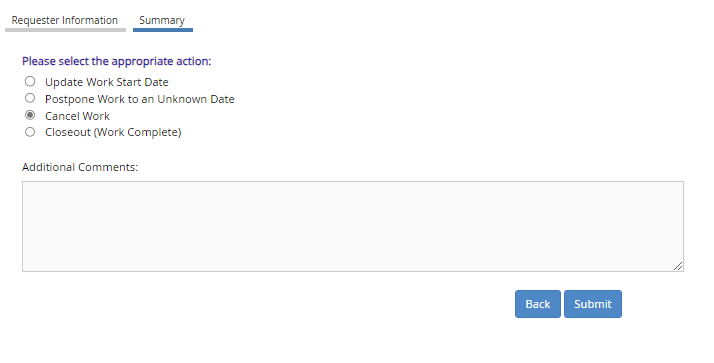 Requester Information Summary
Please select the appropriate action:
Update Work Start Date
Postpone Work to an Unknown Date
Cancel Work
Closeout (Work Complete)
Additional Comments:
Back Submit